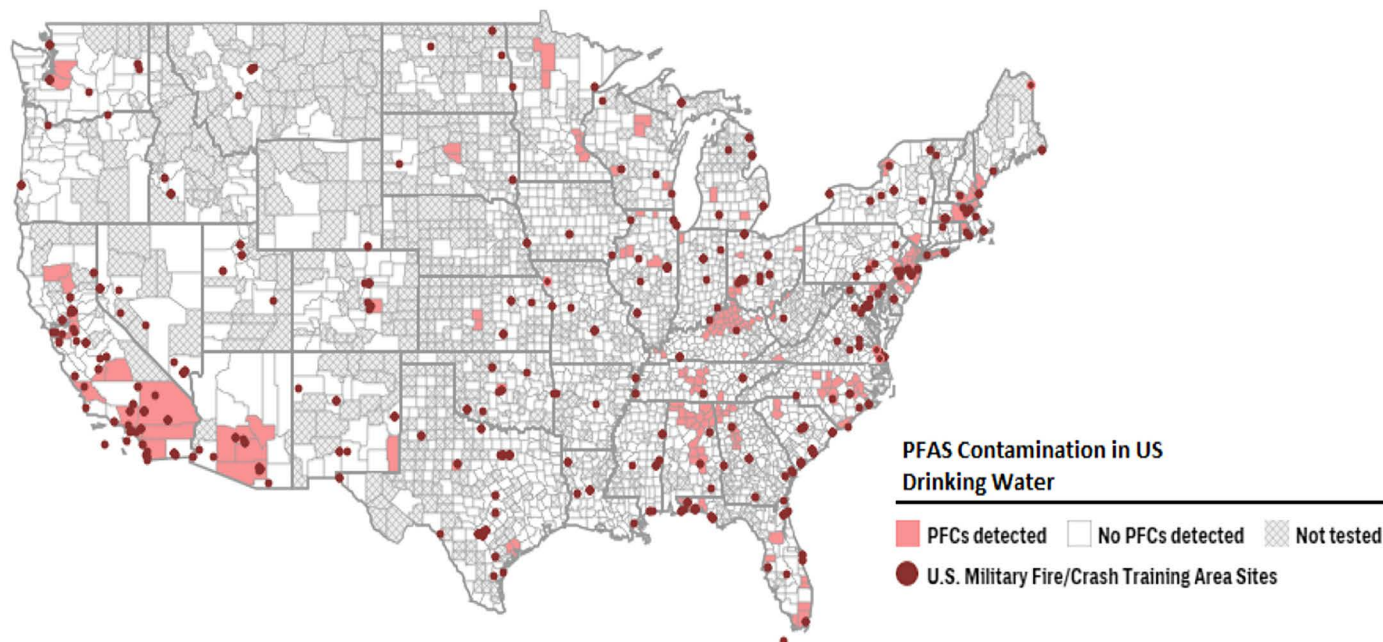 PFAS Contamination in US
Drinking Water
PFCs detected
No PFCs detected
Not tested
U.S. Military Fire/Crash Training Area Sites